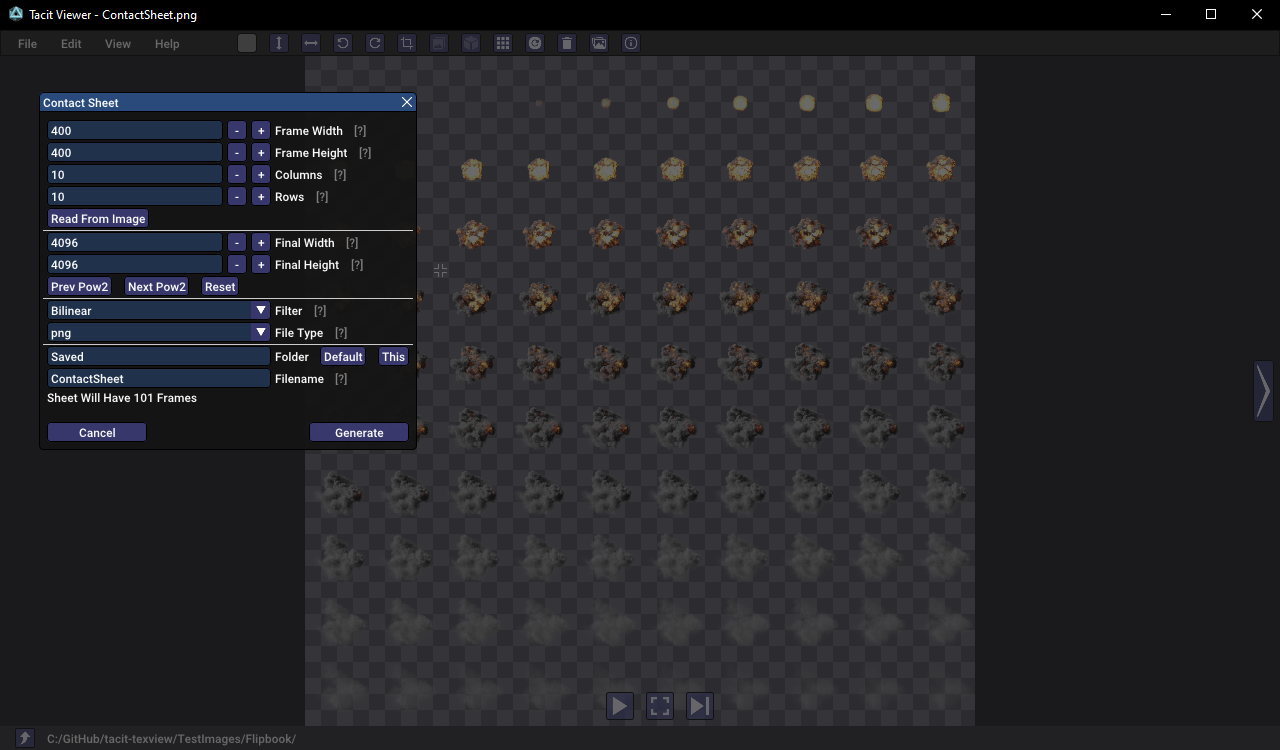 Tacit Viewer - ContactSheet.png
File Edit View Help
Contact Sheet
400 - + Frame Width [?]
400 - + Frame Height [?]
10 - + Columns [?]
10 - + Rows [?]
Read From Image
4096 - + Final Width [?]
4096 - + Final Height [?]
Prev Pow2 Next Pow2 Reset
Bilinear Filter [?]
png File Type [?]
Saved Folder Default This
ContactSheet Filename [?]
Sheet Will Have 101 Frames
Cancel Generate
C:/GitHub/tacit-texview/TestImages/Flipbook/